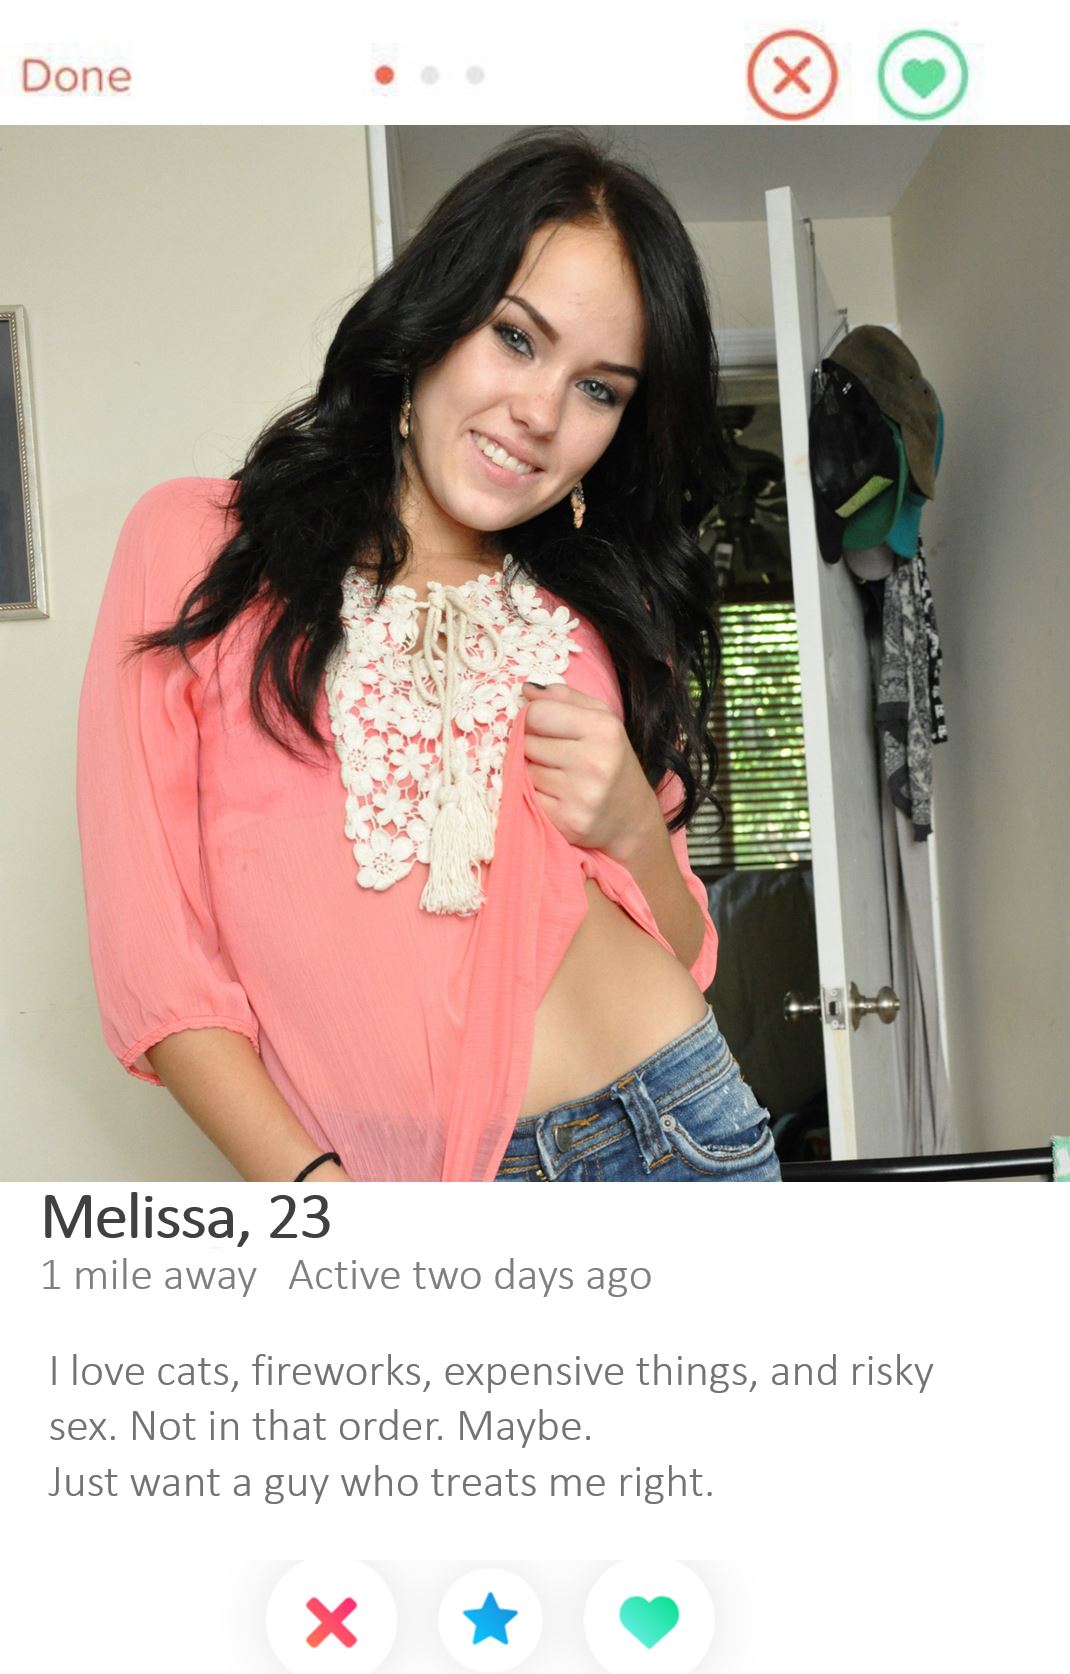 Done
Melissa, 23
1 mile away   Active two days ago
I love cats, fireworks, expensive things, and risky
sex. Not in that order. Maybe.
Just want a guy who treats me right.